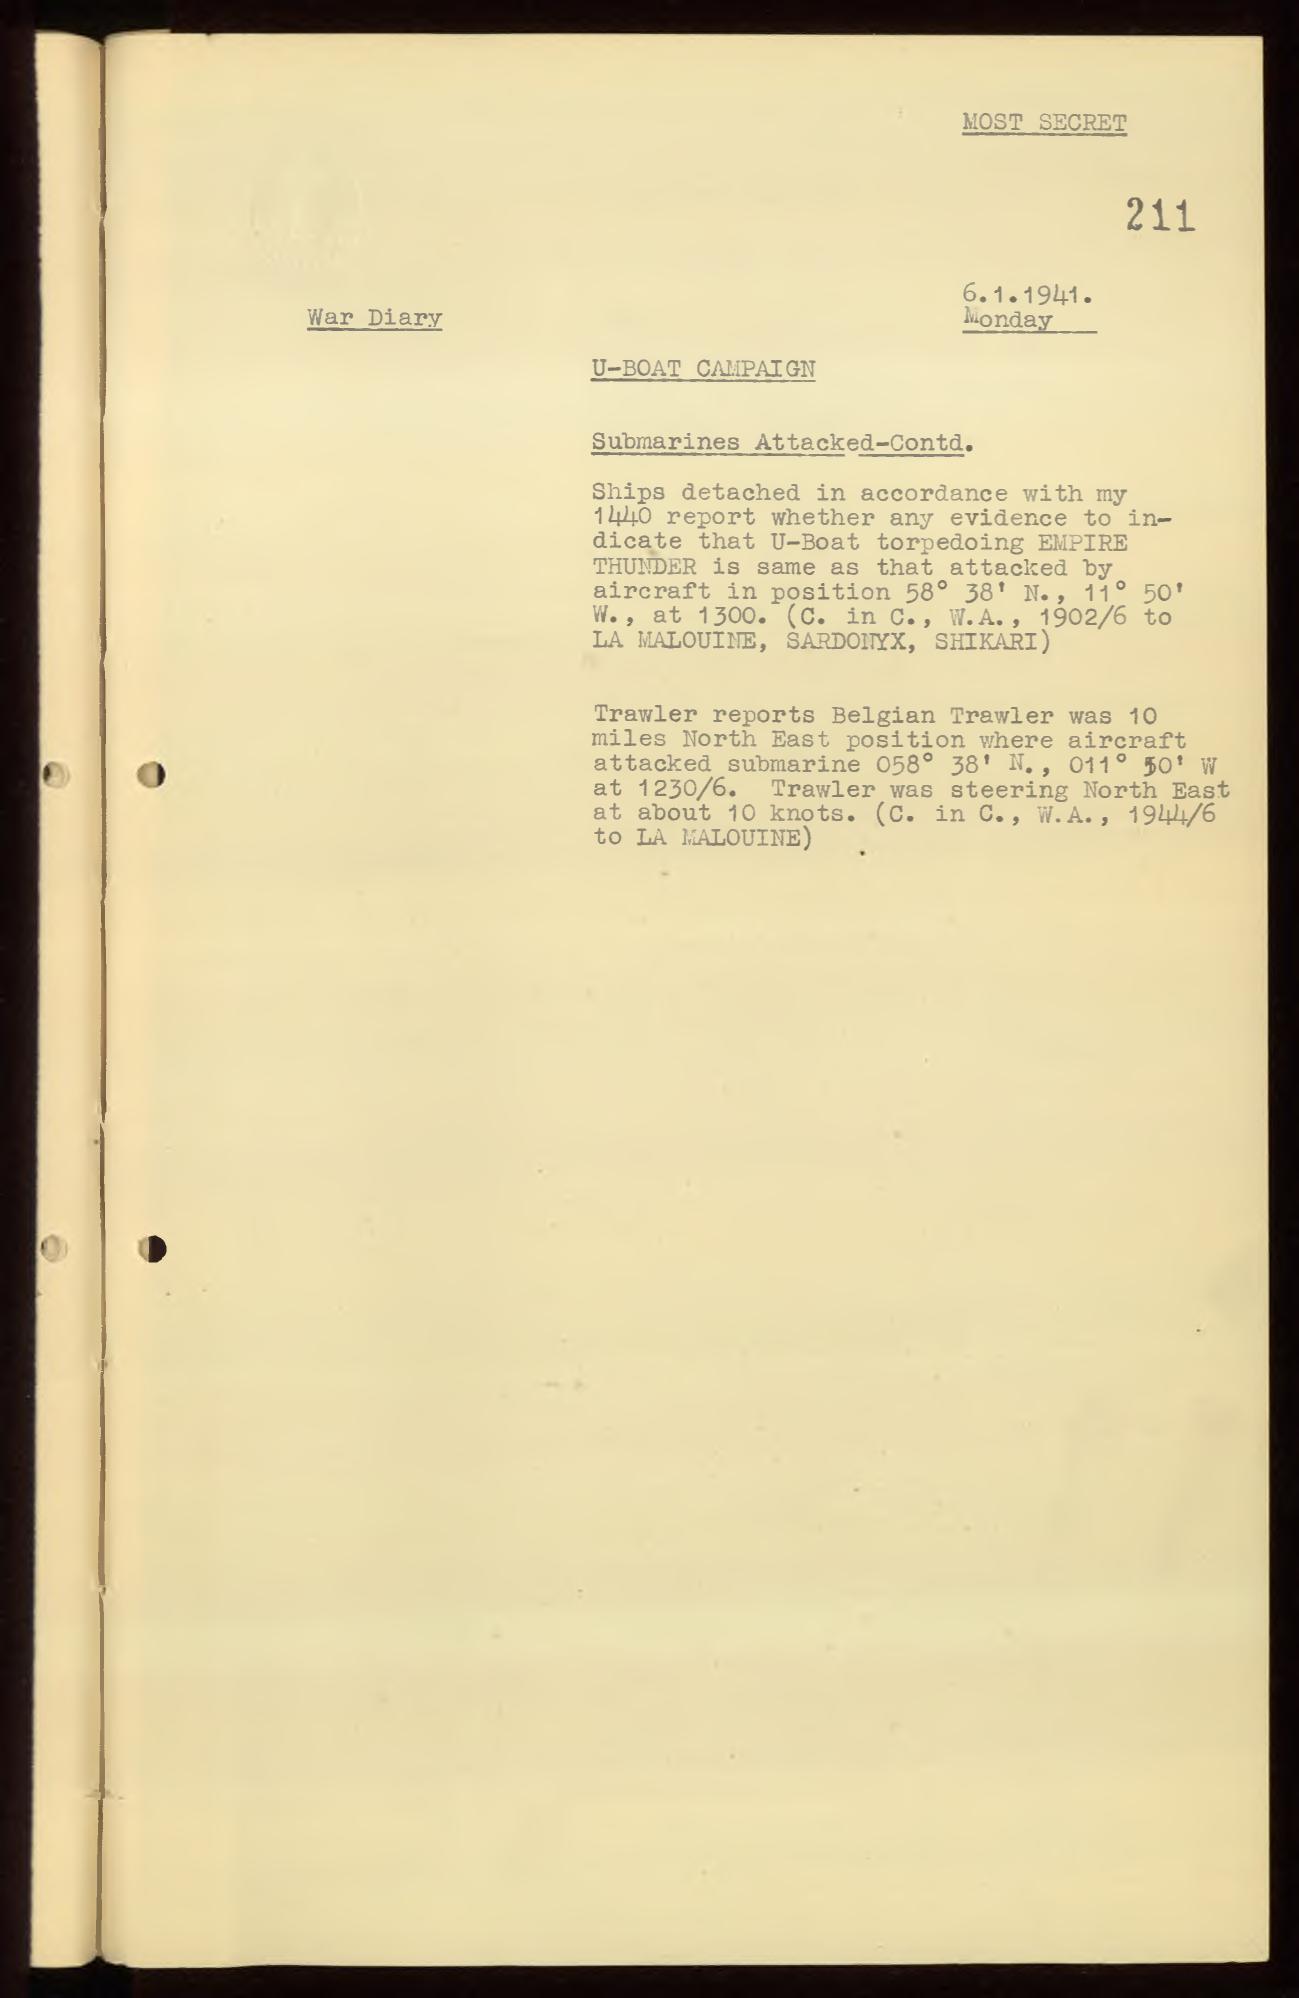 MOST SECRET
211
6.1.1941.
War Diary
Monday
U-BOAT CAMPAIGN
Submarines Attacked-Contd.
Ships detached in accordance with my
1440 report whether any evidence to in-
dicate that U-Boat torpedoing EMPIRE
THUNDER is same as that attacked by
aircraft in position 58° 38' N., 11° 50'
W., at 1300. (C. in C., W.A., 1902/6 to
LA MALOUINE, SARDONYX, SHIKARI)
Trawler reports Belgian Trawler was 10
miles North East position where aircraft
attacked submarine 058° 38' N., 011° 50' W
at 1230/6. Trawler was steering North East
at about 10 knots. (C. in C., W.A., 1944/6
to LA MALOUINE)